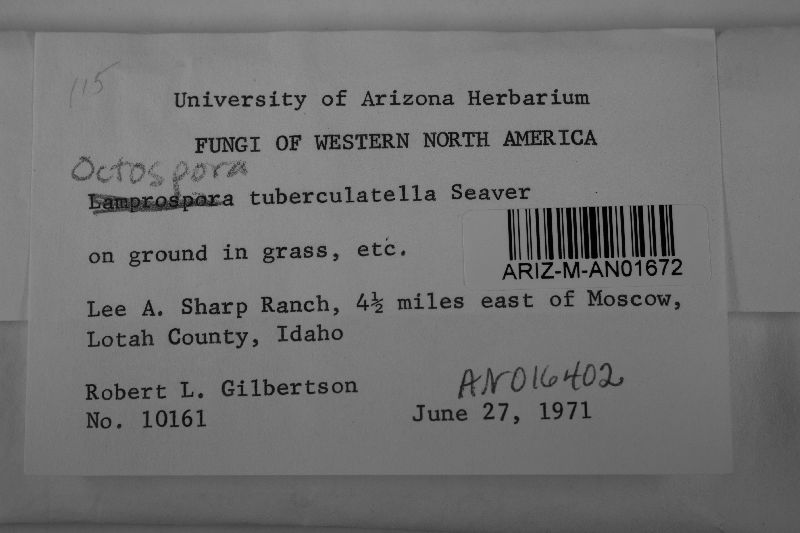 115
University of Arizona Herbarium
FUNGI OF WESTERN NORTH AMERICA
Octospora
Lamprospora tuberculatella Seaver
on ground in grass, etc.
ARIZ-M-AN01672
Lee A. Sharp Ranch, 4½ miles east of Moscow,
Lotah County, Idaho
Robert L. Gilbertson
AN016402
No. 10161
June 27, 1971